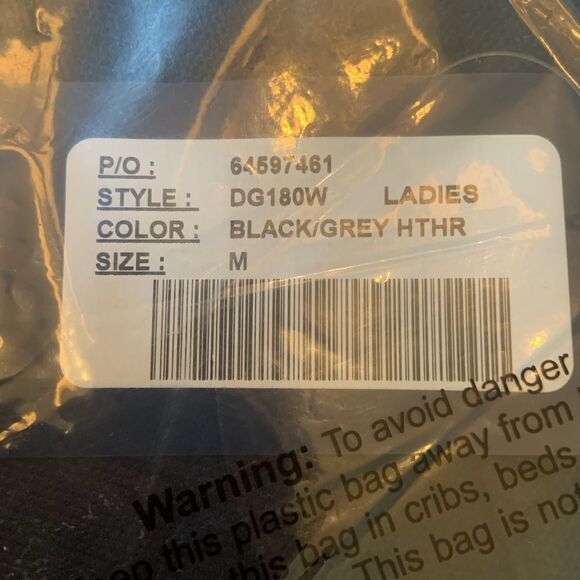 P/O : 64597461
STYLE : DG180W LADIES
COLOR : BLACK/GREY HTHR
SIZE : M
Warning: To avoid danger
this plastic bag away from
this bag in cribs, beds
This bag is not